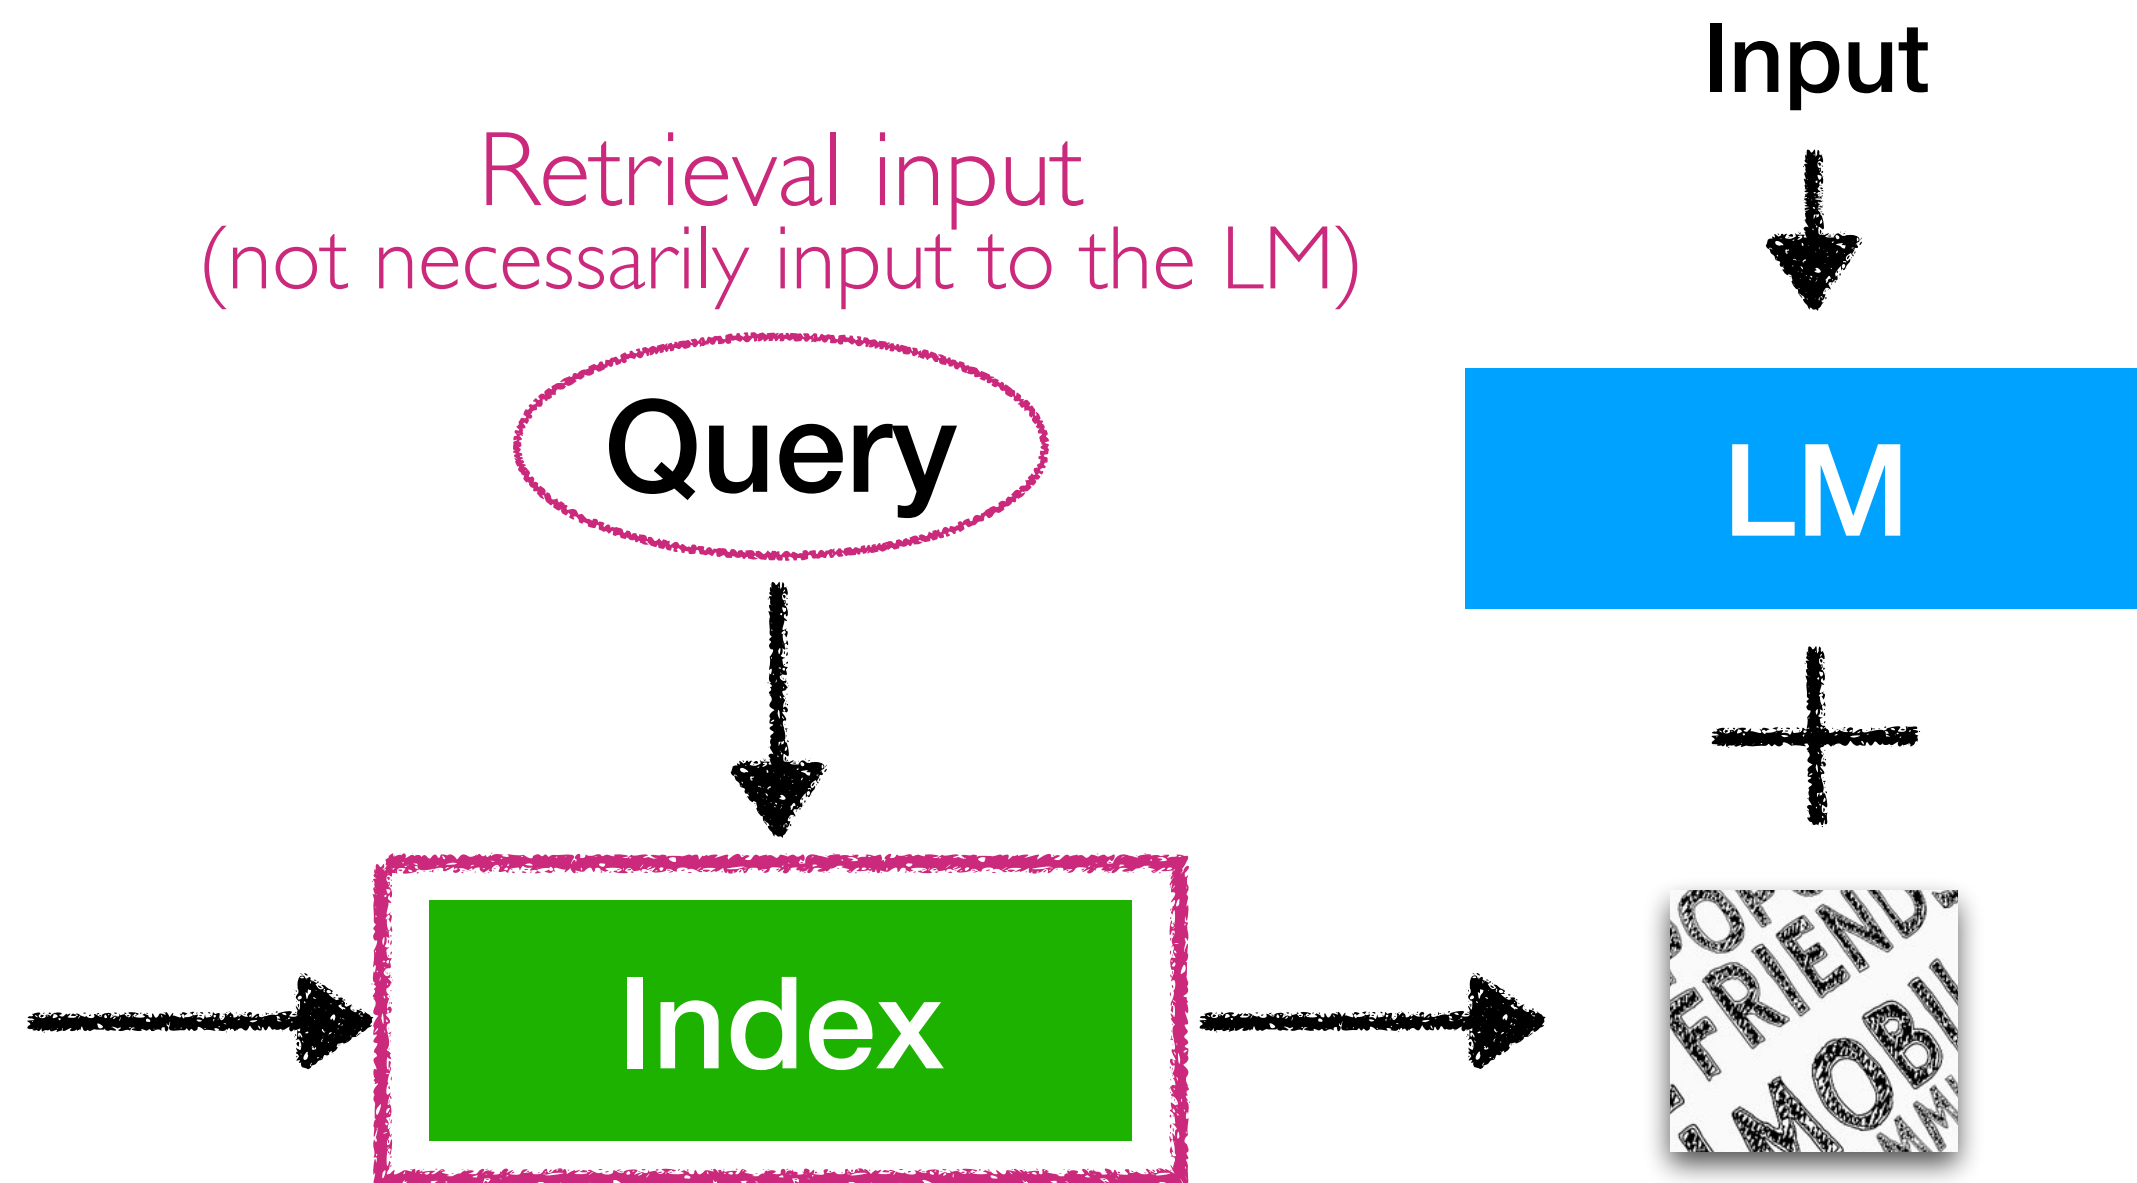 Input
Retrieval input
(not necessarily input to the LM)
Query
LM
Index
FRIEND
MOBI